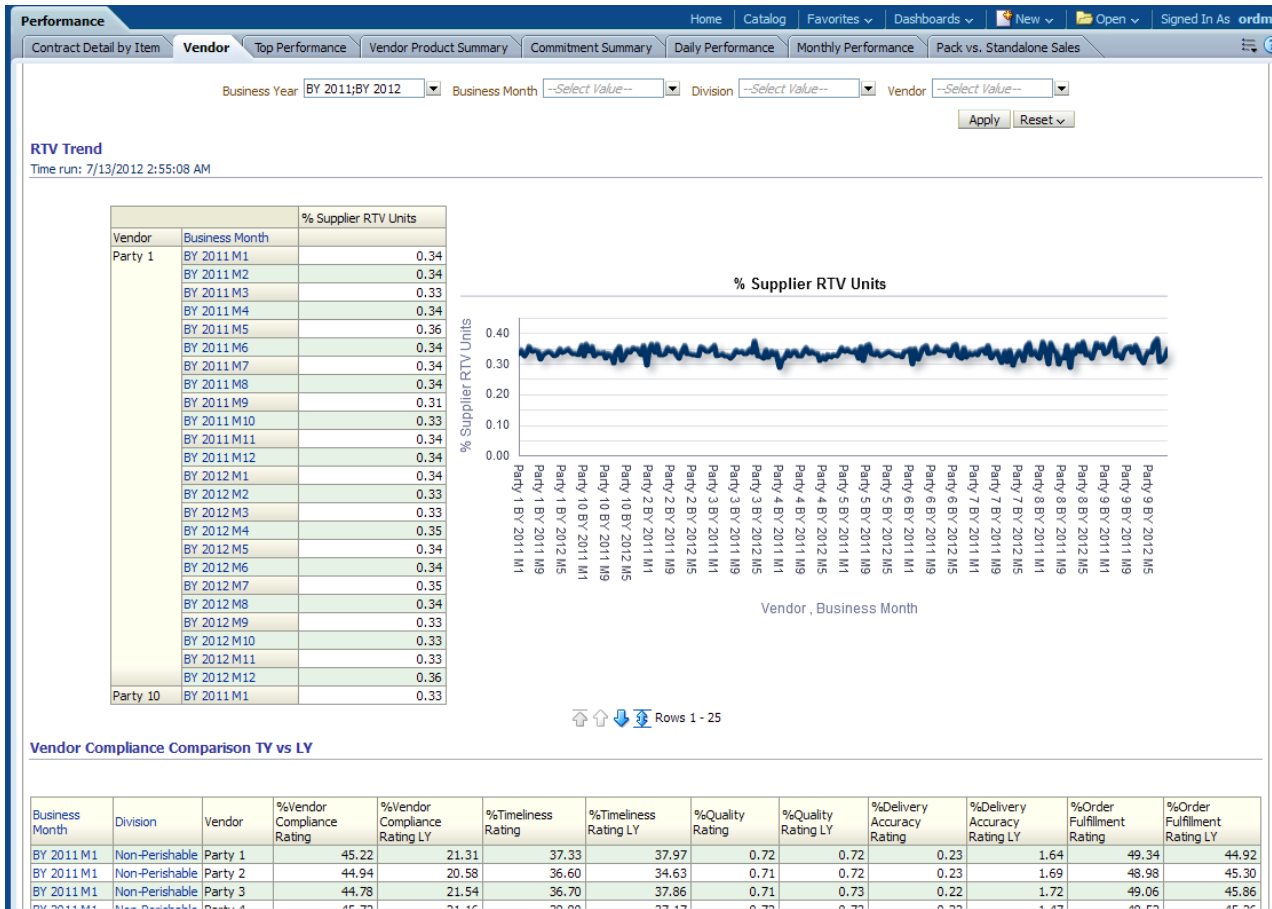 Performance Home Catalog Favorites Dashboards New Open Signed In As ordm
Contract Detail by Item Vendor Top Performance Vendor Product Summary Commitment Summary Daily Performance Monthly Performance Pack vs. Standalone Sales
Business Year BY 2011;BY 2012 Business Month --Select Value-- Division --Select Value-- Vendor --Select Value--
Apply Reset
RTV Trend
Time run: 7/13/2012 2:55:08 AM
% Supplier RTV Units
Vendor Business Month
Party 1 BY 2011 M1 0.34
BY 2011 M2 0.34
BY 2011 M3 0.33
BY 2011 M4 0.34
BY 2011 M5 0.36
BY 2011 M6 0.34
BY 2011 M7 0.34
BY 2011 M8 0.34
BY 2011 M9 0.31
BY 2011 M10 0.33
BY 2011 M11 0.34
BY 2011 M12 0.34
BY 2012 M1 0.34
BY 2012 M2 0.33
BY 2012 M3 0.33
BY 2012 M4 0.35
BY 2012 M5 0.34
BY 2012 M6 0.34
BY 2012 M7 0.35
BY 2012 M8 0.34
BY 2012 M9 0.33
BY 2012 M10 0.33
BY 2012 M11 0.33
BY 2012 M12 0.36
Party 10 BY 2011 M1 0.33
% Supplier RTV Units
% Supplier RTV Units
0.40
0.30
0.20
0.10
0.00
Party 1 BY 2011 M1
Party 1 BY 2011 M9
Party 1 BY 2012 M5
Party 10 BY 2011 M1
Party 10 BY 2011 M9
Party 10 BY 2012 M5
Party 2 BY 2011 M1
Party 2 BY 2011 M9
Party 2 BY 2012 M5
Party 3 BY 2011 M1
Party 3 BY 2011 M9
Party 3 BY 2012 M5
Party 4 BY 2011 M1
Party 4 BY 2011 M9
Party 4 BY 2012 M5
Party 5 BY 2011 M1
Party 5 BY 2011 M9
Party 5 BY 2012 M5
Party 6 BY 2011 M1
Party 6 BY 2011 M9
Party 6 BY 2012 M5
Party 7 BY 2011 M1
Party 7 BY 2011 M9
Party 7 BY 2012 M5
Party 8 BY 2011 M1
Party 8 BY 2011 M9
Party 8 BY 2012 M5
Party 9 BY 2011 M1
Party 9 BY 2011 M9
Party 9 BY 2012 M5
Vendor , Business Month
Rows 1 - 25
Vendor Compliance Comparison TY vs LY
Business Month Division Vendor %Vendor Compliance Rating %Vendor Compliance Rating LY %Timeliness Rating %Timeliness Rating LY %Quality Rating %Quality Rating LY %Delivery Accuracy Rating %Delivery Accuracy Rating LY %Order Fulfillment Rating %Order Fulfillment Rating LY
BY 2011 M1 Non-Perishable Party 1 45.22 21.31 37.33 37.97 0.72 0.72 0.23 1.64 49.34 44.92
BY 2011 M1 Non-Perishable Party 2 44.94 20.58 36.60 34.63 0.71 0.72 0.23 1.69 48.98 45.30
BY 2011 M1 Non-Perishable Party 3 44.78 21.54 36.70 37.86 0.71 0.73 0.22 1.72 49.06 45.86